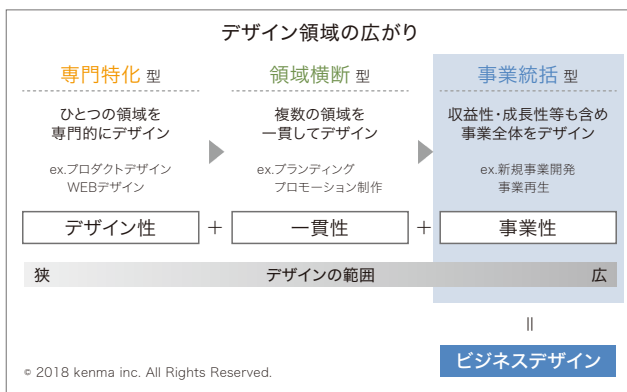 デザイン領域の広がり
専門特化 型
ひとつの領域を
専門的にデザイン
ex.プロダクトデザイン
WEBデザイン
デザイン性
+
領域横断 型
複数の領域を
一貫してデザイン
ex.ブランディング
プロモーション制作
一貫性
+
事業統括 型
収益性・成長性等も含め
事業全体をデザイン
ex.新規事業開発
事業再生
事業性
狭 デザインの範囲 広
=
ビジネスデザイン
© 2018 kenma inc. All Rights Reserved.